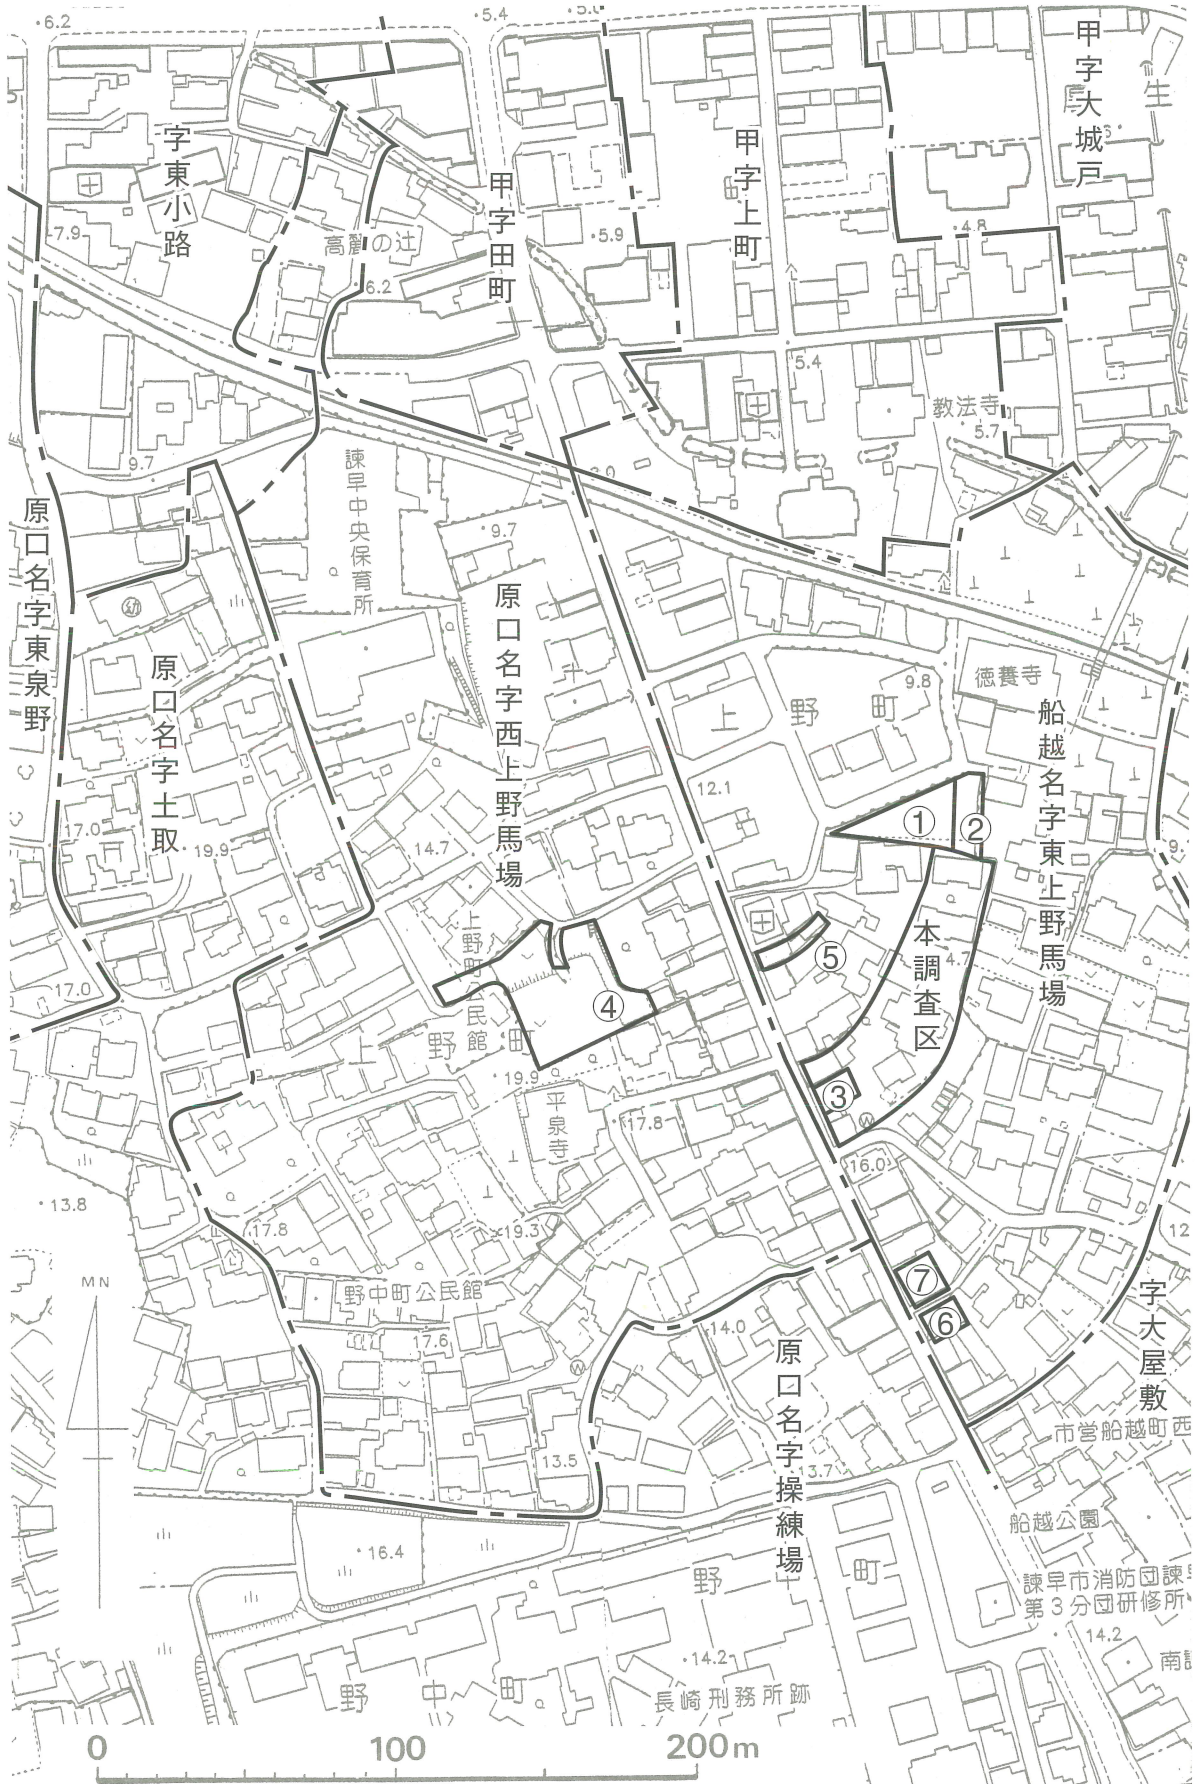 6.2
5.4
甲字大城戸
厚生
字東小路
甲字田町
甲字上町
7.9
高麗の辻
5.9
4.8
6.2
5.4
教法寺
5.7
9.7
諫早中央保育所
原口名字東泉野
9.7
原口名字西上野馬場
幼
原口名字土取
上野町
9.8
徳養寺
船越名字東上野馬場
12.1
①
②
17.0
19.9
14.7
本調査区
4.7
⑤
17.0
上野町公民館
④
上野町
19.9
平泉寺
17.8
③
W
16.0
13.8
17.8
19.3
MN
野中町公民館
17.6
⑦
⑥
14.0
字大屋敷
W
原口名字操練場
市営船越町西
13.5
13.7
船越公園
16.4
野町
諫早市消防団諫早
第3分団研修所
14.2
14.2
野中町
長崎刑務所跡
0 100 200m